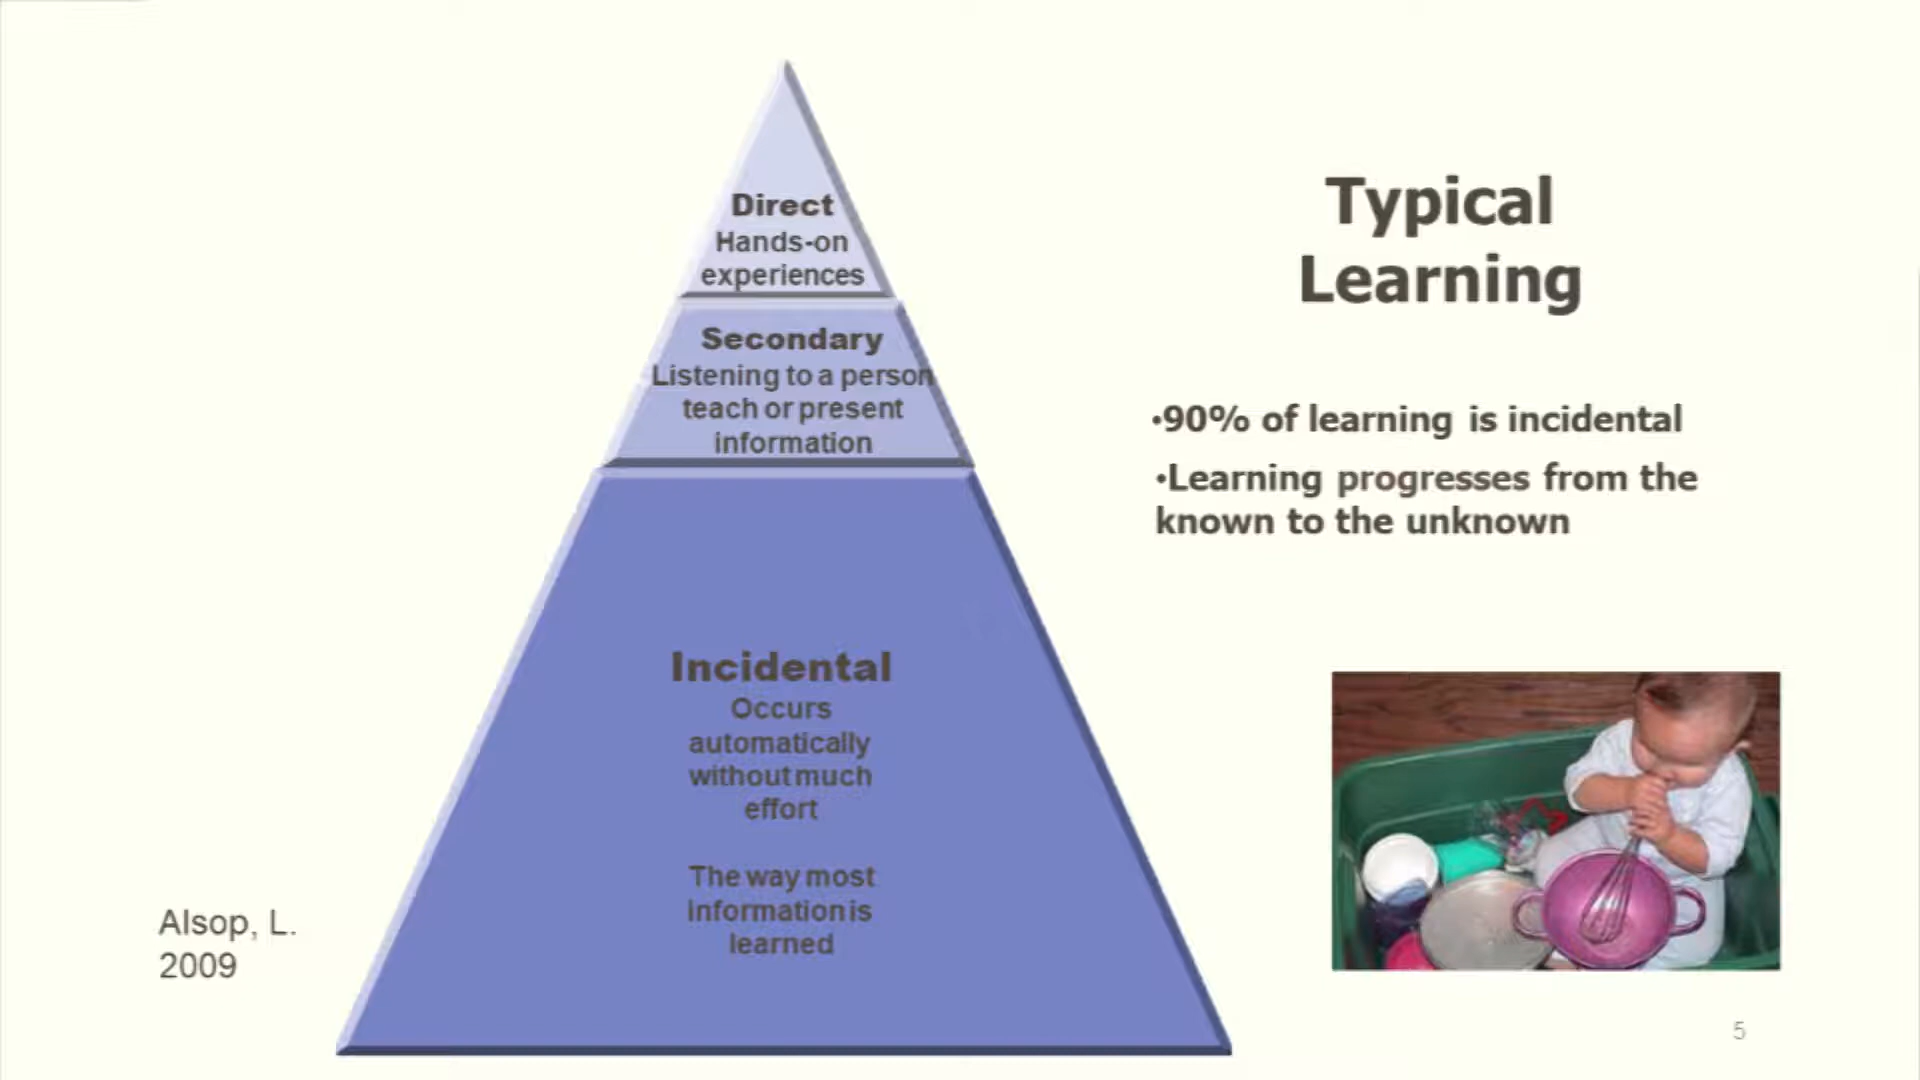 Direct
Hands-on
experiences
Secondary
Listening to a person
teach or present
information
Incidental
Occurs
automatically
without much
effort
The way most
information is
learned
Typical
Learning
•90% of learning is incidental
•Learning progresses from the
known to the unknown
Alsop, L.
2009
5